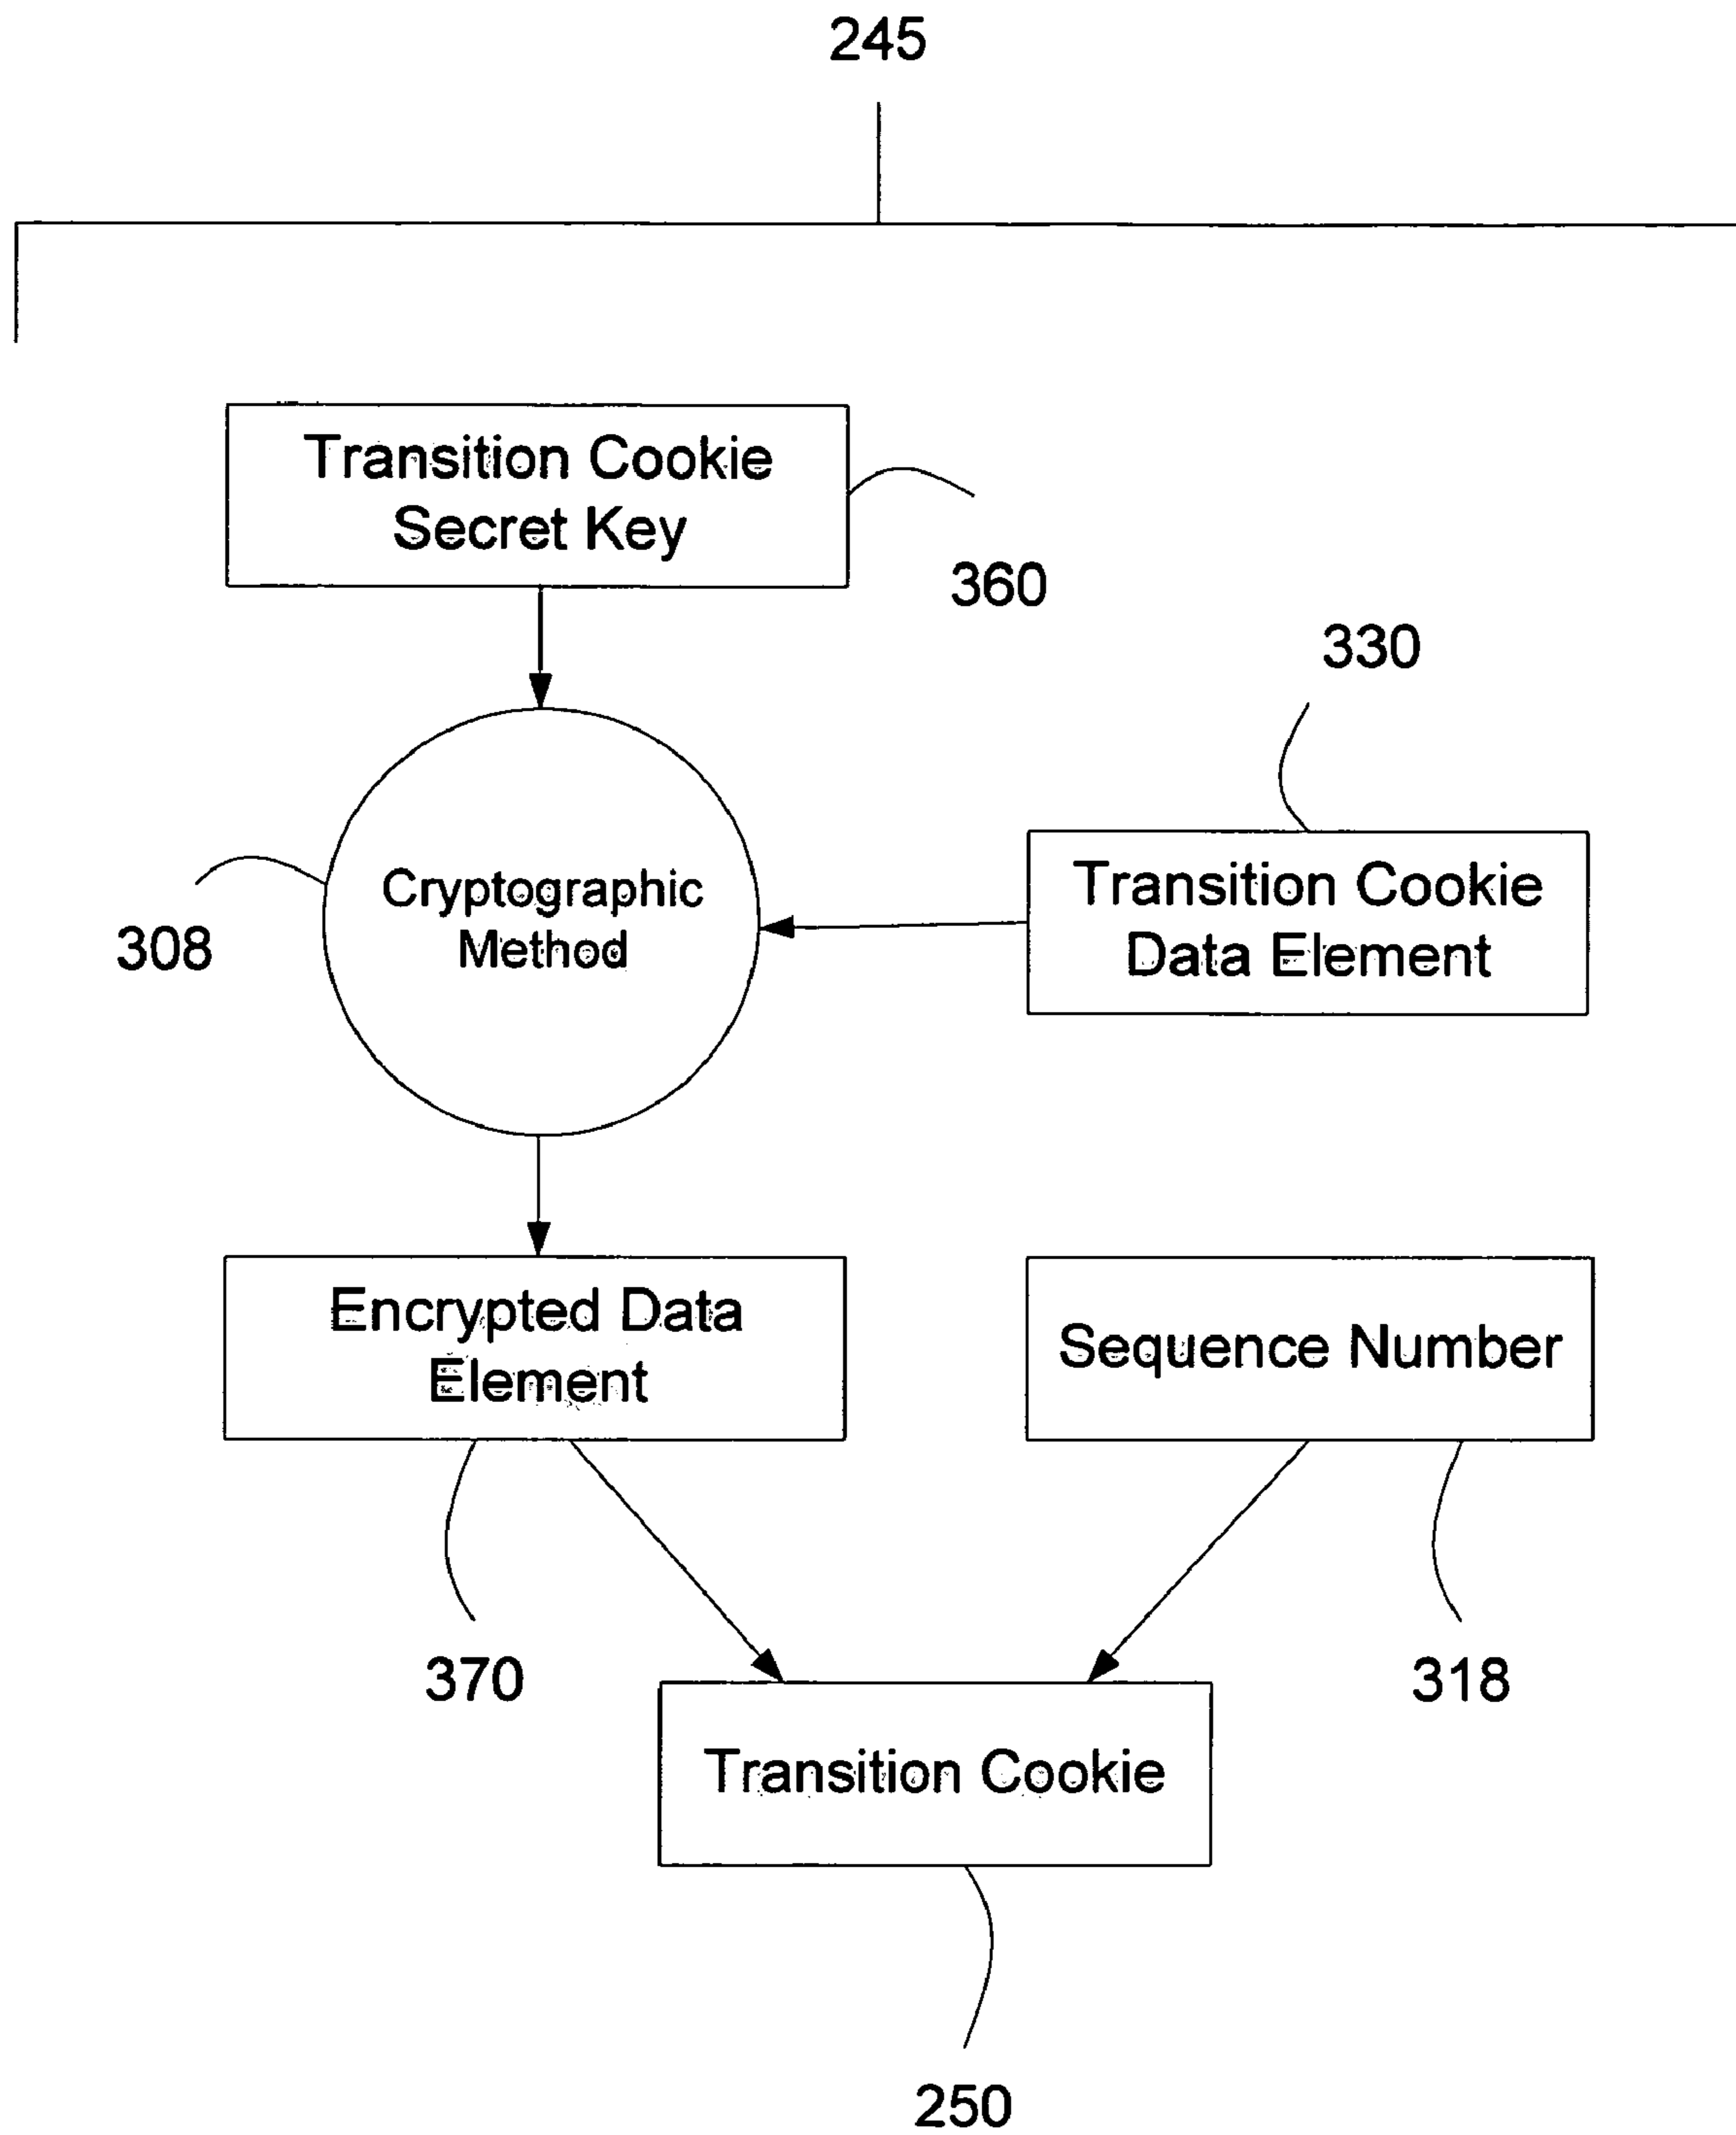 245
Transition Cookie
Secret Key
360
330
Cryptographic
Method
308
Transition Cookie
Data Element
Encrypted Data
Element
Sequence Number
370
318
Transition Cookie
250